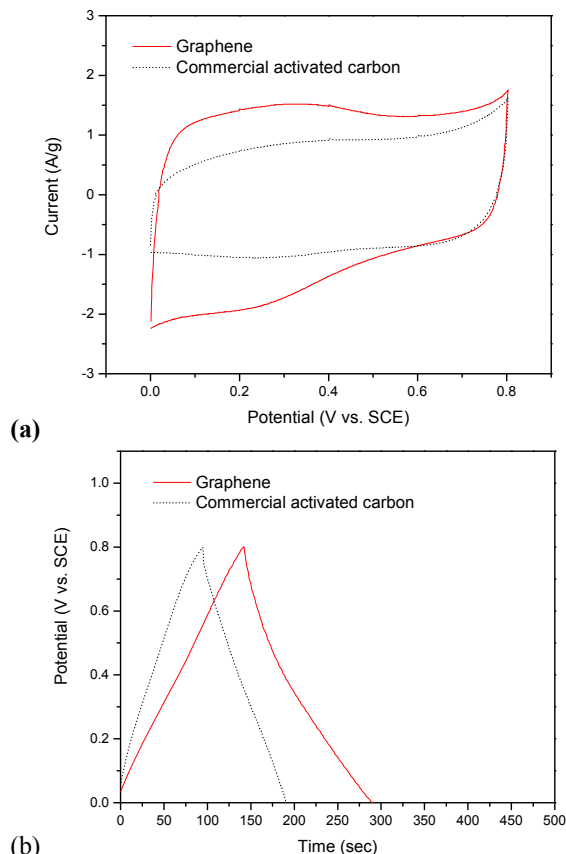 3
2
1
0
-1
-2
-3
Current (A/g)
Graphene
Commercial activated carbon
0.0 0.2 0.4 0.6 0.8
Potential (V vs. SCE)
(a)
1.0
0.8
0.6
0.4
0.2
0.0
Potential (V vs. SCE)
Graphene
Commercial activated carbon
0 50 100 150 200 250 300 350 400 450 500
Time (sec)
(b)